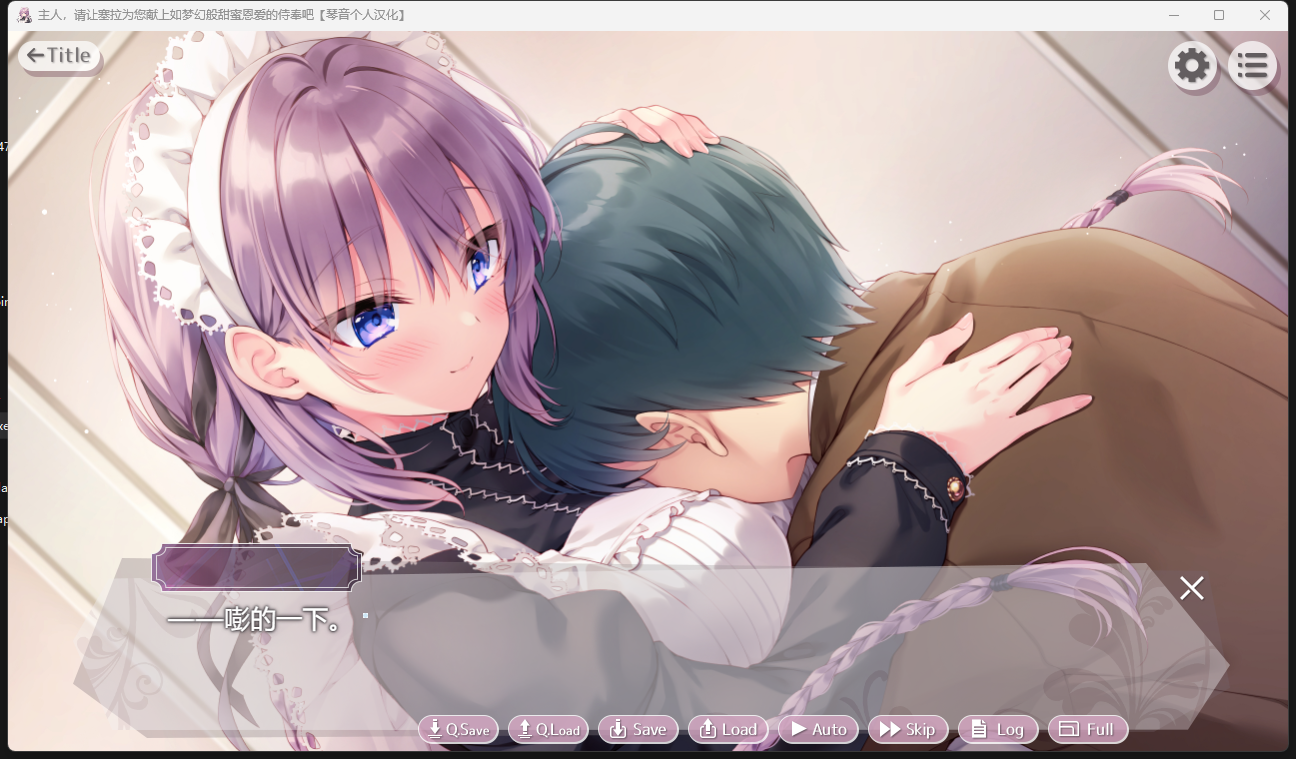 主人，请让塞拉为您献上如梦幻般甜蜜恩爱的侍奉吧【琴音个人汉化】
←Title
——嘭的一下。
Q.Save
Q.Load
Save
Load
Auto
Skip
Log
Full